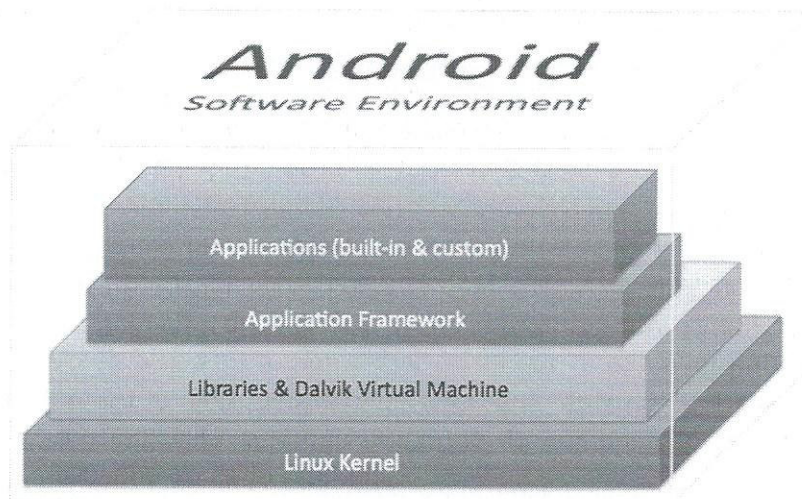 Android
Software Environment
Applications (built-in & custom)
Application Framework
Libraries & Dalvik Virtual Machine
Linux Kernel